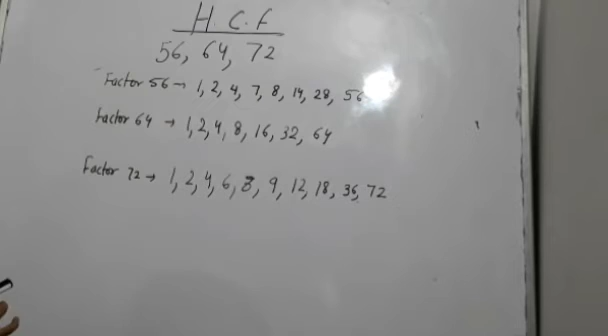 H.C.F
56, 64, 72
Factor 56 → 1, 2, 4, 7, 8, 14, 28, 56
Factor 64 → 1, 2, 4, 8, 16, 32, 64
Factor 72 → 1, 2, 4, 6, 8, 9, 12, 18, 36, 72